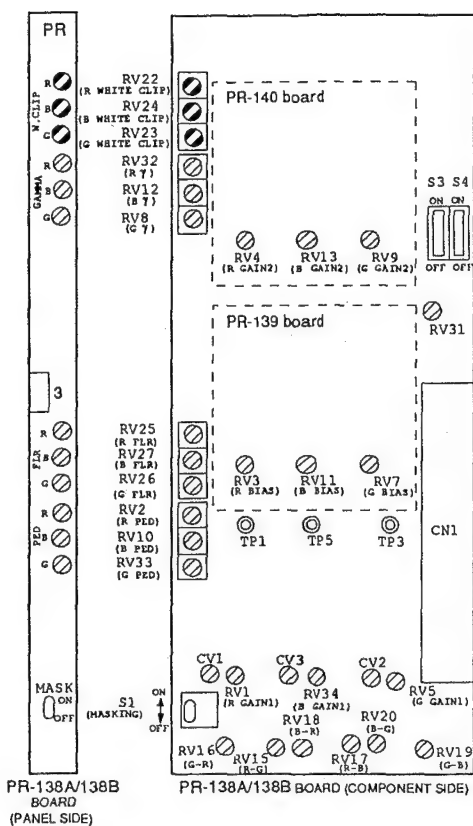 PR
R
B
G
W.CLIP
R
B
G
GAMMA
3
R
B
G
FLR
R
B
G
PED
MASK
ON
OFF
PR-138A/138B
BOARD
(PANEL SIDE)
RV22
(R WHITE CLIP)
RV24
(B WHITE CLIP)
RV23
(G WHITE CLIP)
RV32
(R γ)
RV12
(B γ)
RV8
(G γ)
RV25
(R FLR)
RV27
(B FLR)
RV26
(G FLR)
RV2
(R PED)
RV10
(B PED)
RV33
(G PED)
S1
(MASKING)
ON
OFF
PR-140 board
RV4
(R GAIN2)
RV13
(B GAIN2)
RV9
(G GAIN2)
S3 S4
ON ON
OFF OFF
RV31
PR-139 board
RV3
(R BIAS)
RV11
(B BIAS)
RV7
(G BIAS)
TP1
TP5
TP3
CN1
CV1
RV1
(R GAIN1)
CV3
RV34
(B GAIN1)
CV2
RV5
(G GAIN1)
RV16
(G-R)
RV15
(R-G)
RV18
(B-R)
RV17
(R-B)
RV20
(B-G)
RV19
(G-B)
PR-138A/138B BOARD (COMPONENT SIDE)